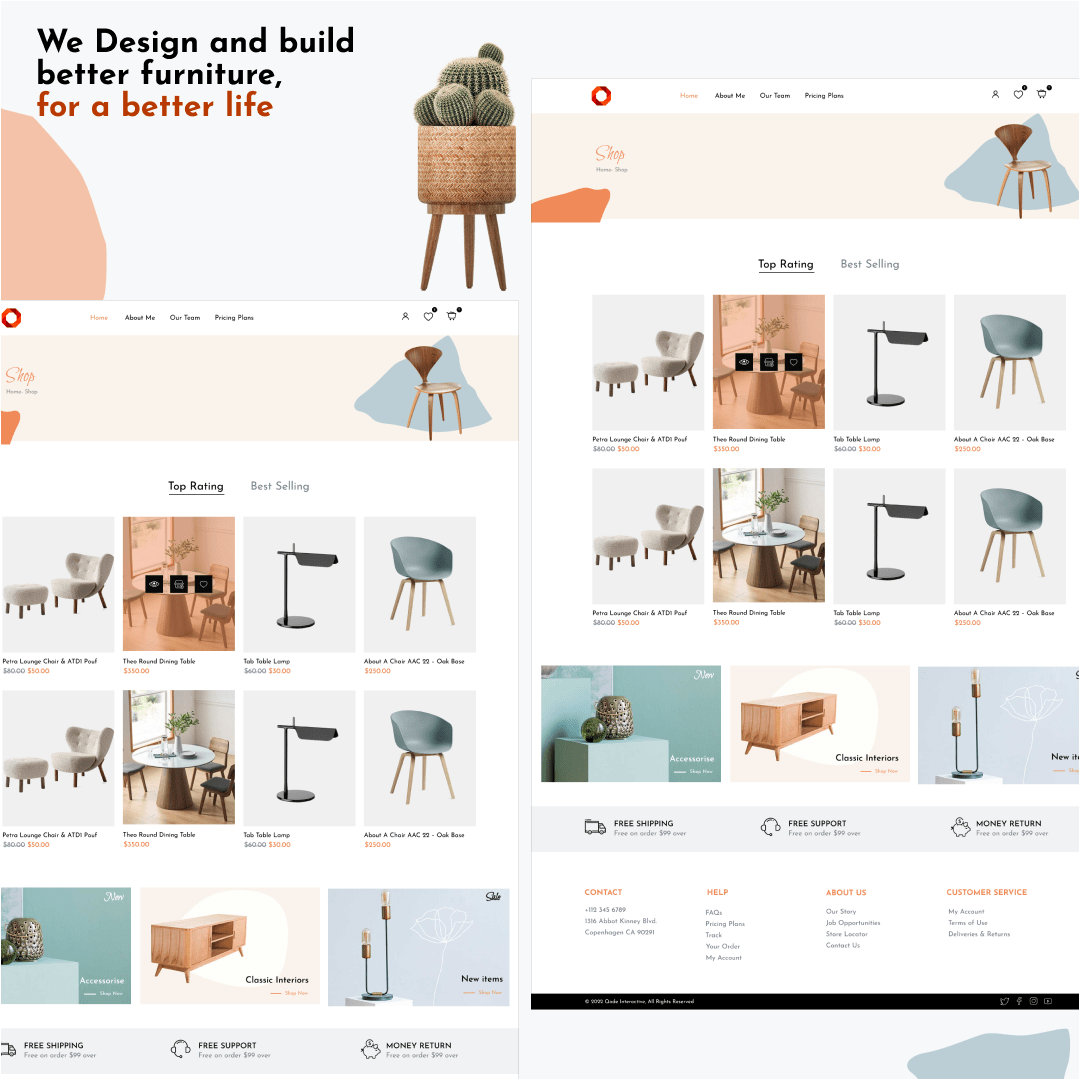 We Design and build
better furniture,
for a better life
Home About Me Our Team Pricing Plans
Shop
Home- Shop
Top Rating Best Selling
Petra Lounge Chair & ATD1 Pouf Theo Round Dining Table Tab Table Lamp About A Chair AAC 22 – Oak Base
$80.00 $50.00 $350.00 $60.00 $30.00 $250.00
Petra Lounge Chair & ATD1 Pouf Theo Round Dining Table Tab Table Lamp About A Chair AAC 22 – Oak Base
$80.00 $50.00 $350.00 $60.00 $30.00 $250.00
New Sale
Accessorise Classic Interiors New items
Shop Now Shop Now Shop Now
FREE SHIPPING FREE SUPPORT MONEY RETURN
Free on order $99 over Free on order $99 over Free on order $99 over
Home About Me Our Team Pricing Plans
Shop
Home- Shop
Top Rating Best Selling
Petra Lounge Chair & ATD1 Pouf Theo Round Dining Table Tab Table Lamp About A Chair AAC 22 – Oak Base
$80.00 $50.00 $350.00 $60.00 $30.00 $250.00
Petra Lounge Chair & ATD1 Pouf Theo Round Dining Table Tab Table Lamp About A Chair AAC 22 – Oak Base
$80.00 $50.00 $350.00 $60.00 $30.00 $250.00
New
Accessorise Classic Interiors New
Shop Now Shop Now
FREE SHIPPING FREE SUPPORT MONEY RETURN
Free on order $99 over Free on order $99 over Free on order $99 over
CONTACT HELP ABOUT US CUSTOMER SERVICE
+112 345 6789 FAQs Our Story My Account
1316 Abbot Kinney Blvd. Pricing Plans Job Opportunities Terms of Use
Copenhagen CA 90291 Track Store Locator Deliveries & Returns
Your Order Contact Us
My Account
© 2022 Qode Interactive, All Rights Reserved